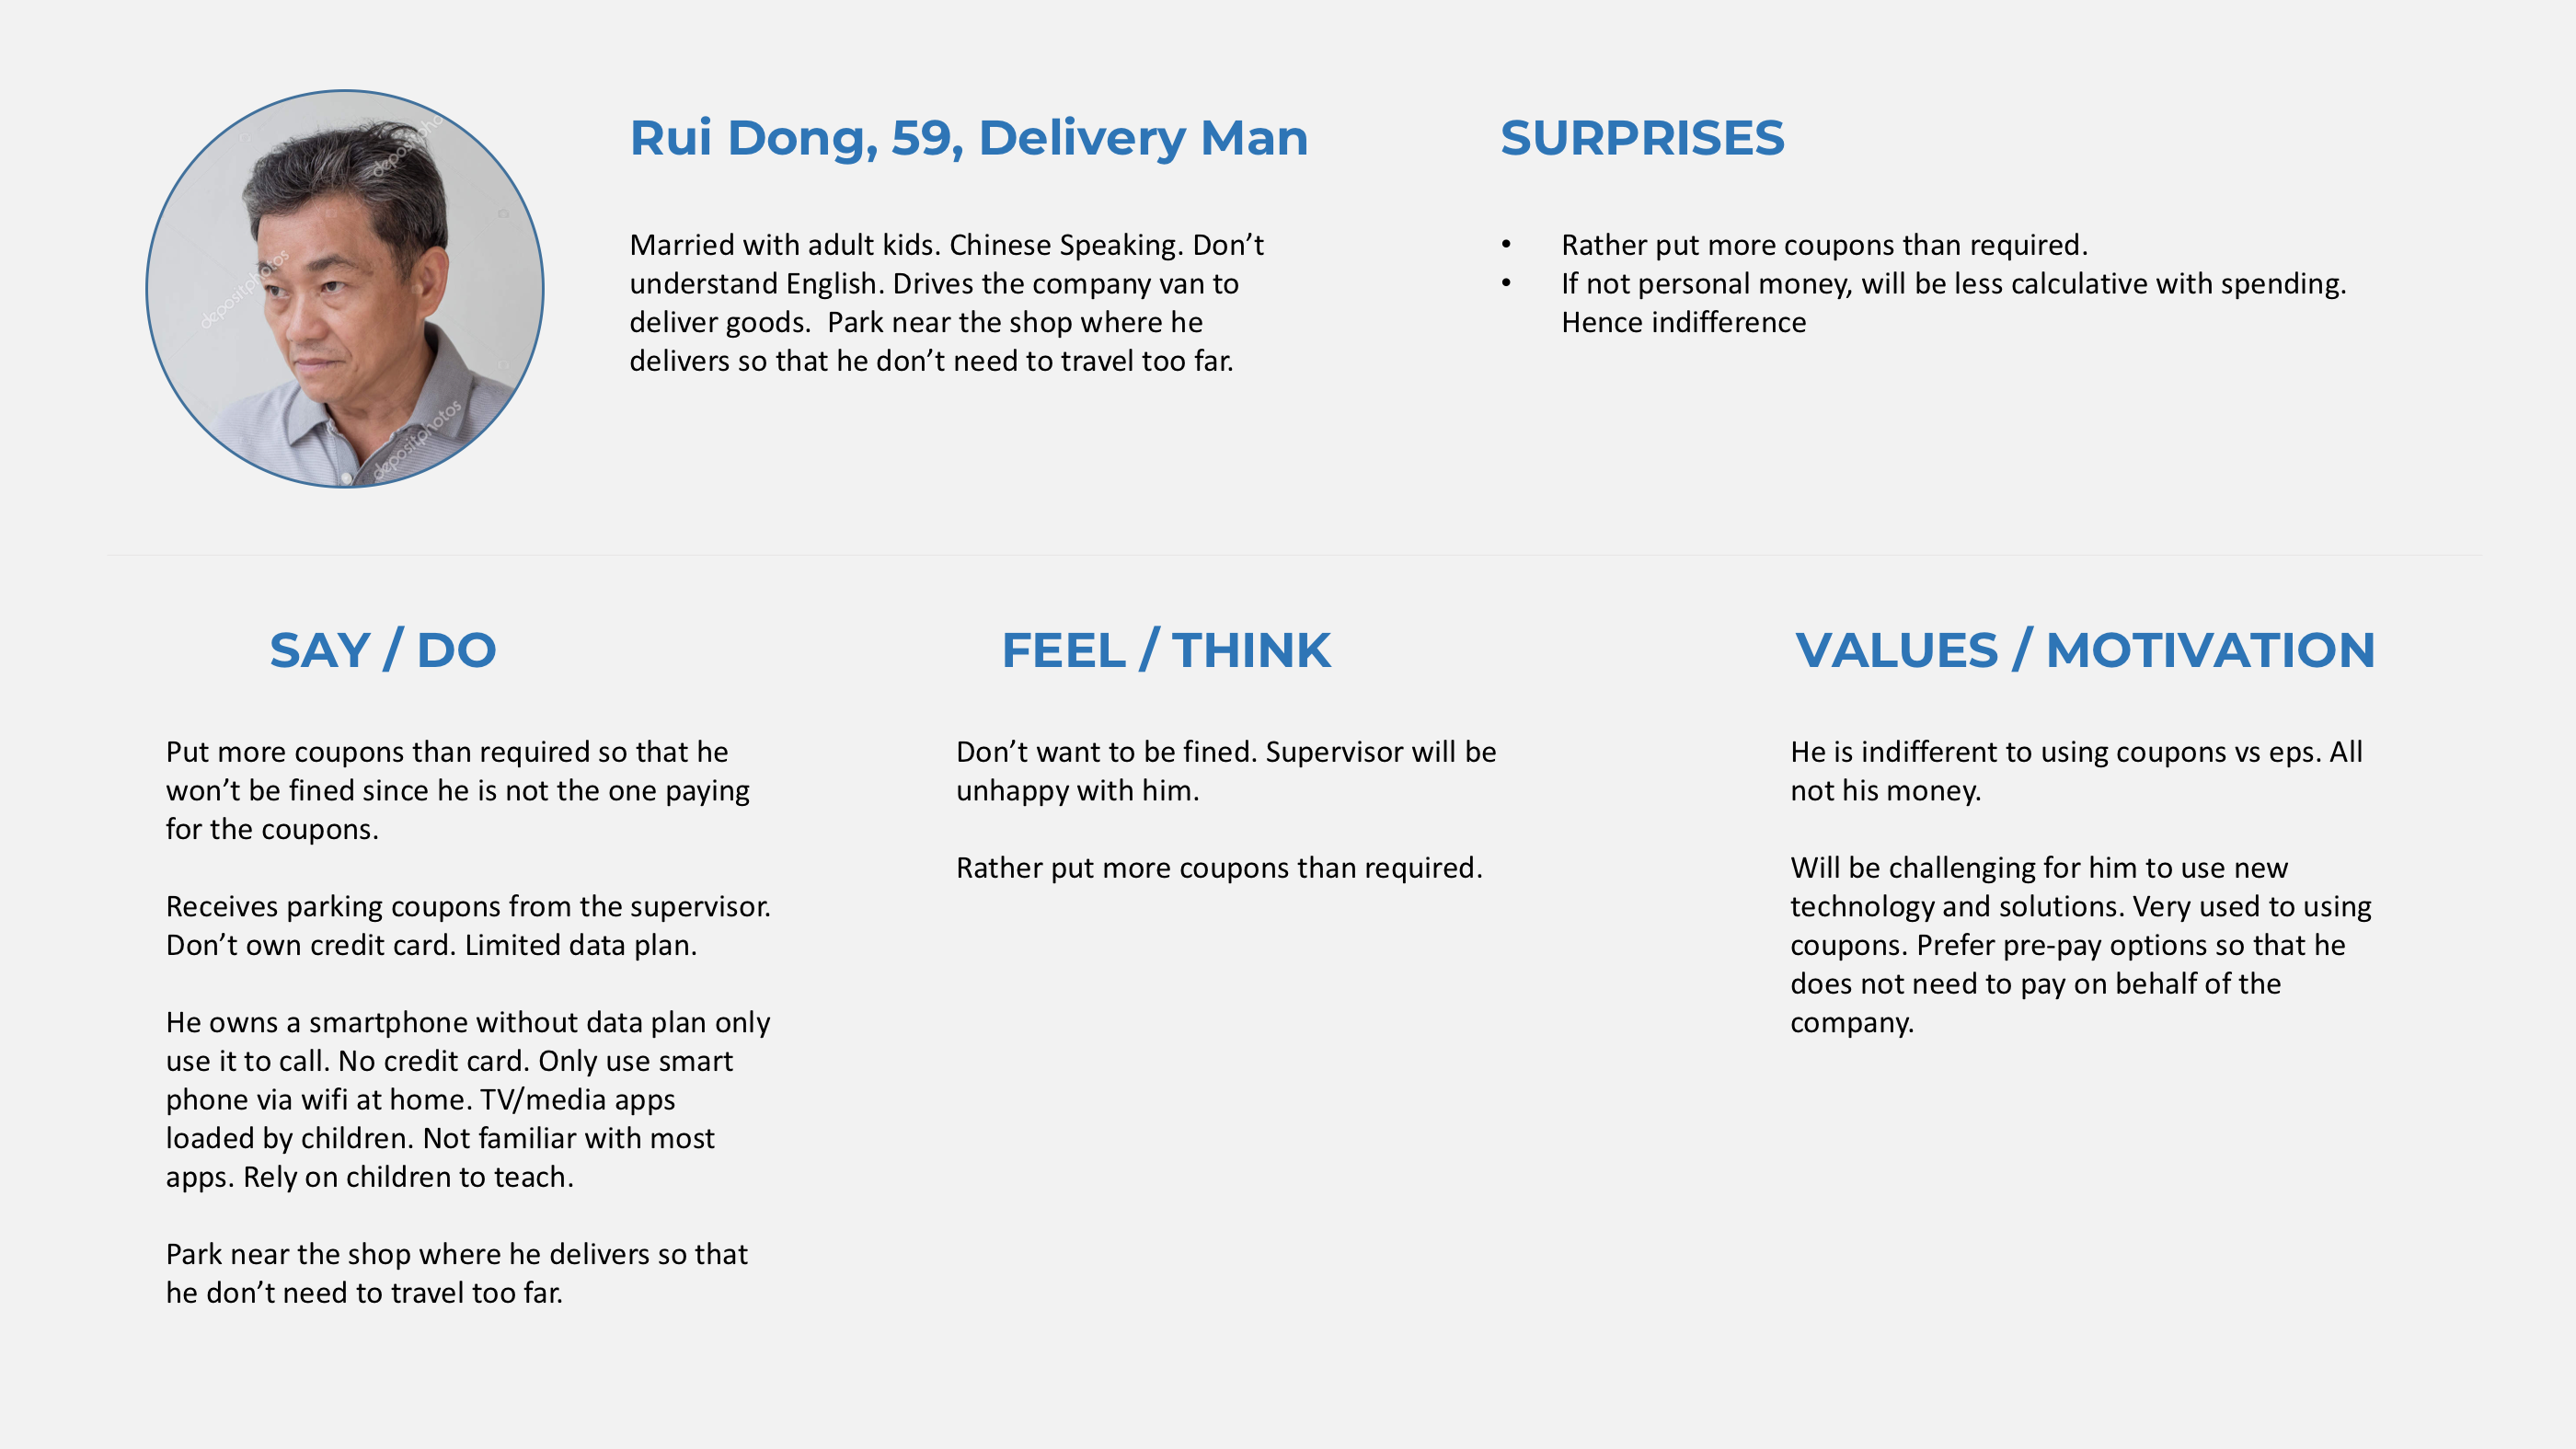 Rui Dong, 59, Delivery Man
Married with adult kids. Chinese Speaking. Don’t
understand English. Drives the company van to
deliver goods.  Park near the shop where he
delivers so that he don’t need to travel too far.
SURPRISES
• Rather put more coupons than required.
• If not personal money, will be less calculative with spending.
Hence indifference
depositphotos
depositphotos
depositphotos
SAY / DO
Put more coupons than required so that he
won’t be fined since he is not the one paying
for the coupons.
Receives parking coupons from the supervisor.
Don’t own credit card. Limited data plan.
He owns a smartphone without data plan only
use it to call. No credit card. Only use smart
phone via wifi at home. TV/media apps
loaded by children. Not familiar with most
apps. Rely on children to teach.
Park near the shop where he delivers so that
he don’t need to travel too far.
FEEL / THINK
Don’t want to be fined. Supervisor will be
unhappy with him.
Rather put more coupons than required.
VALUES / MOTIVATION
He is indifferent to using coupons vs eps. All
not his money.
Will be challenging for him to use new
technology and solutions. Very used to using
coupons. Prefer pre-pay options so that he
does not need to pay on behalf of the
company.